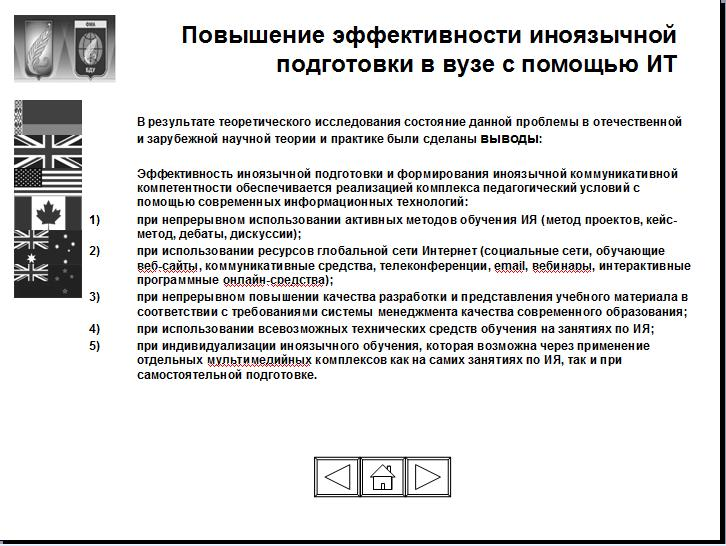 Повышение эффективности иноязычной
подготовки в вузе с помощью ИТ
ФМА
БДУ
В результате теоретического исследования состояние данной проблемы в отечественной
и зарубежной научной теории и практике были сделаны выводы:
Эффективность иноязычной подготовки и формирования иноязычной коммуникативной
компетентности обеспечивается реализацией комплекса педагогический условий с
помощью современных информационных технологий:
1) при непрерывном использовании активных методов обучения ИЯ (метод проектов, кейс-
метод, дебаты, дискуссии);
2) при использовании ресурсов глобальной сети Интернет (социальные сети, обучающие
веб-сайты, коммуникативные средства, телеконференции, email, вебинары, интерактивные
программные онлайн-средства);
3) при непрерывном повышении качества разработки и представления учебного материала в
соответствии с требованиями системы менеджмента качества современного образования;
4) при использовании всевозможных технических средств обучения на занятиях по ИЯ;
5) при индивидуализации иноязычного обучения, которая возможна через применение
отдельных мультимедийных комплексов как на самих занятиях по ИЯ, так и при
самостоятельной подготовке.